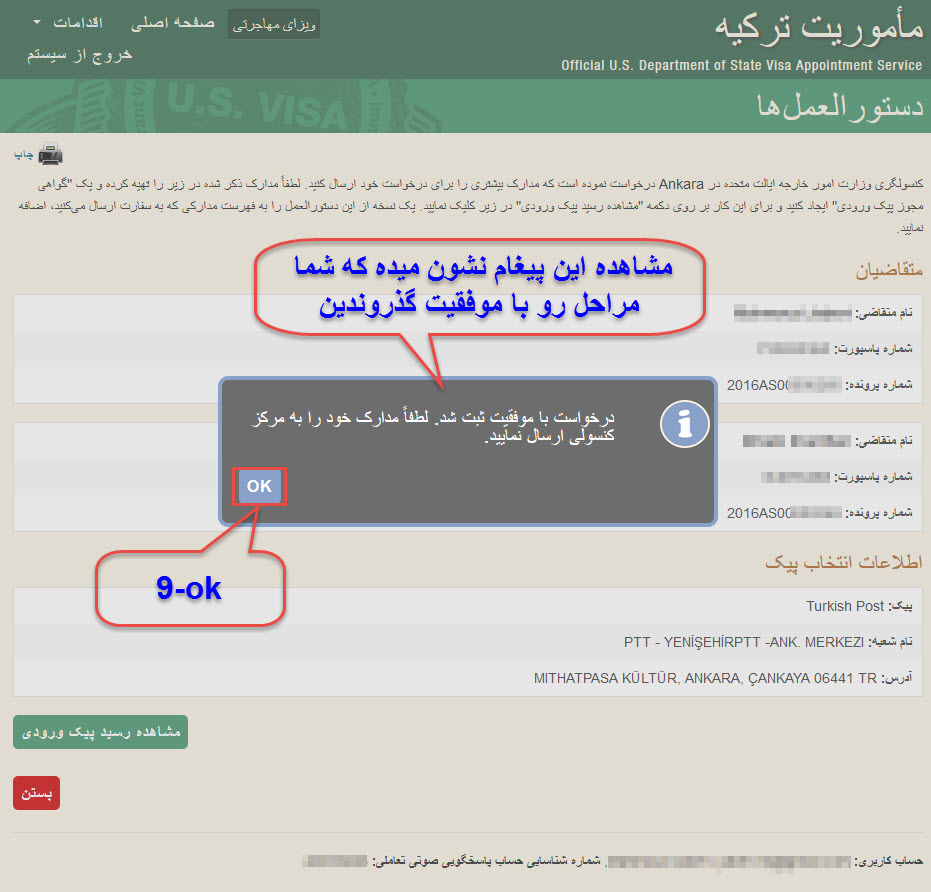 مأموریت ترکیه
ویزای مهاجرتی
صفحه اصلی
اقدامات
خروج از سیستم
Official U.S. Department of State Visa Appointment Service
U.S. VISA
دستورالعمل‌ها
چاپ
کنسولگری وزارت امور خارجه ایالت متحده در Ankara درخواست نموده است که مدارک بیشتری را برای درخواست خود ارسال کنید. لطفاً مدارک ذکر شده در زیر را تهیه کرده و یک "گواهی
مجوز پیک ورودی" ایجاد کنید و برای این کار بر روی دکمه "مشاهده رسید پیک ورودی" در زیر کلیک نمایید. یک نسخه از این دستورالعمل را به فهرست مدارکی که به سفارت ارسال می‌کنید، اضافه
نمایید.
مشاهده این پیغام نشون میده که شما
مراحل رو با موفقیت گذروندین
متقاضیان
نام متقاضی:
شماره پاسپورت:
شماره پرونده: 2016AS00
درخواست با موفقیت ثبت شد. لطفاً مدارک خود را به مرکز
کنسولی ارسال نمایید.
OK
نام متقاضی:
شماره پاسپورت:
شماره پرونده: 2016AS00
9-ok
اطلاعات انتخاب پیک
پیک: Turkish Post
نام شعبه: PTT - YENİŞEHİRPTT -ANK. MERKEZI
آدرس: MITHATPASA KÜLTÜR, ANKARA, ÇANKAYA 06441 TR
مشاهده رسید پیک ورودی
بستن
حساب کاربری: , شماره شناسایی حساب پاسخگویی صوتی تعاملی: